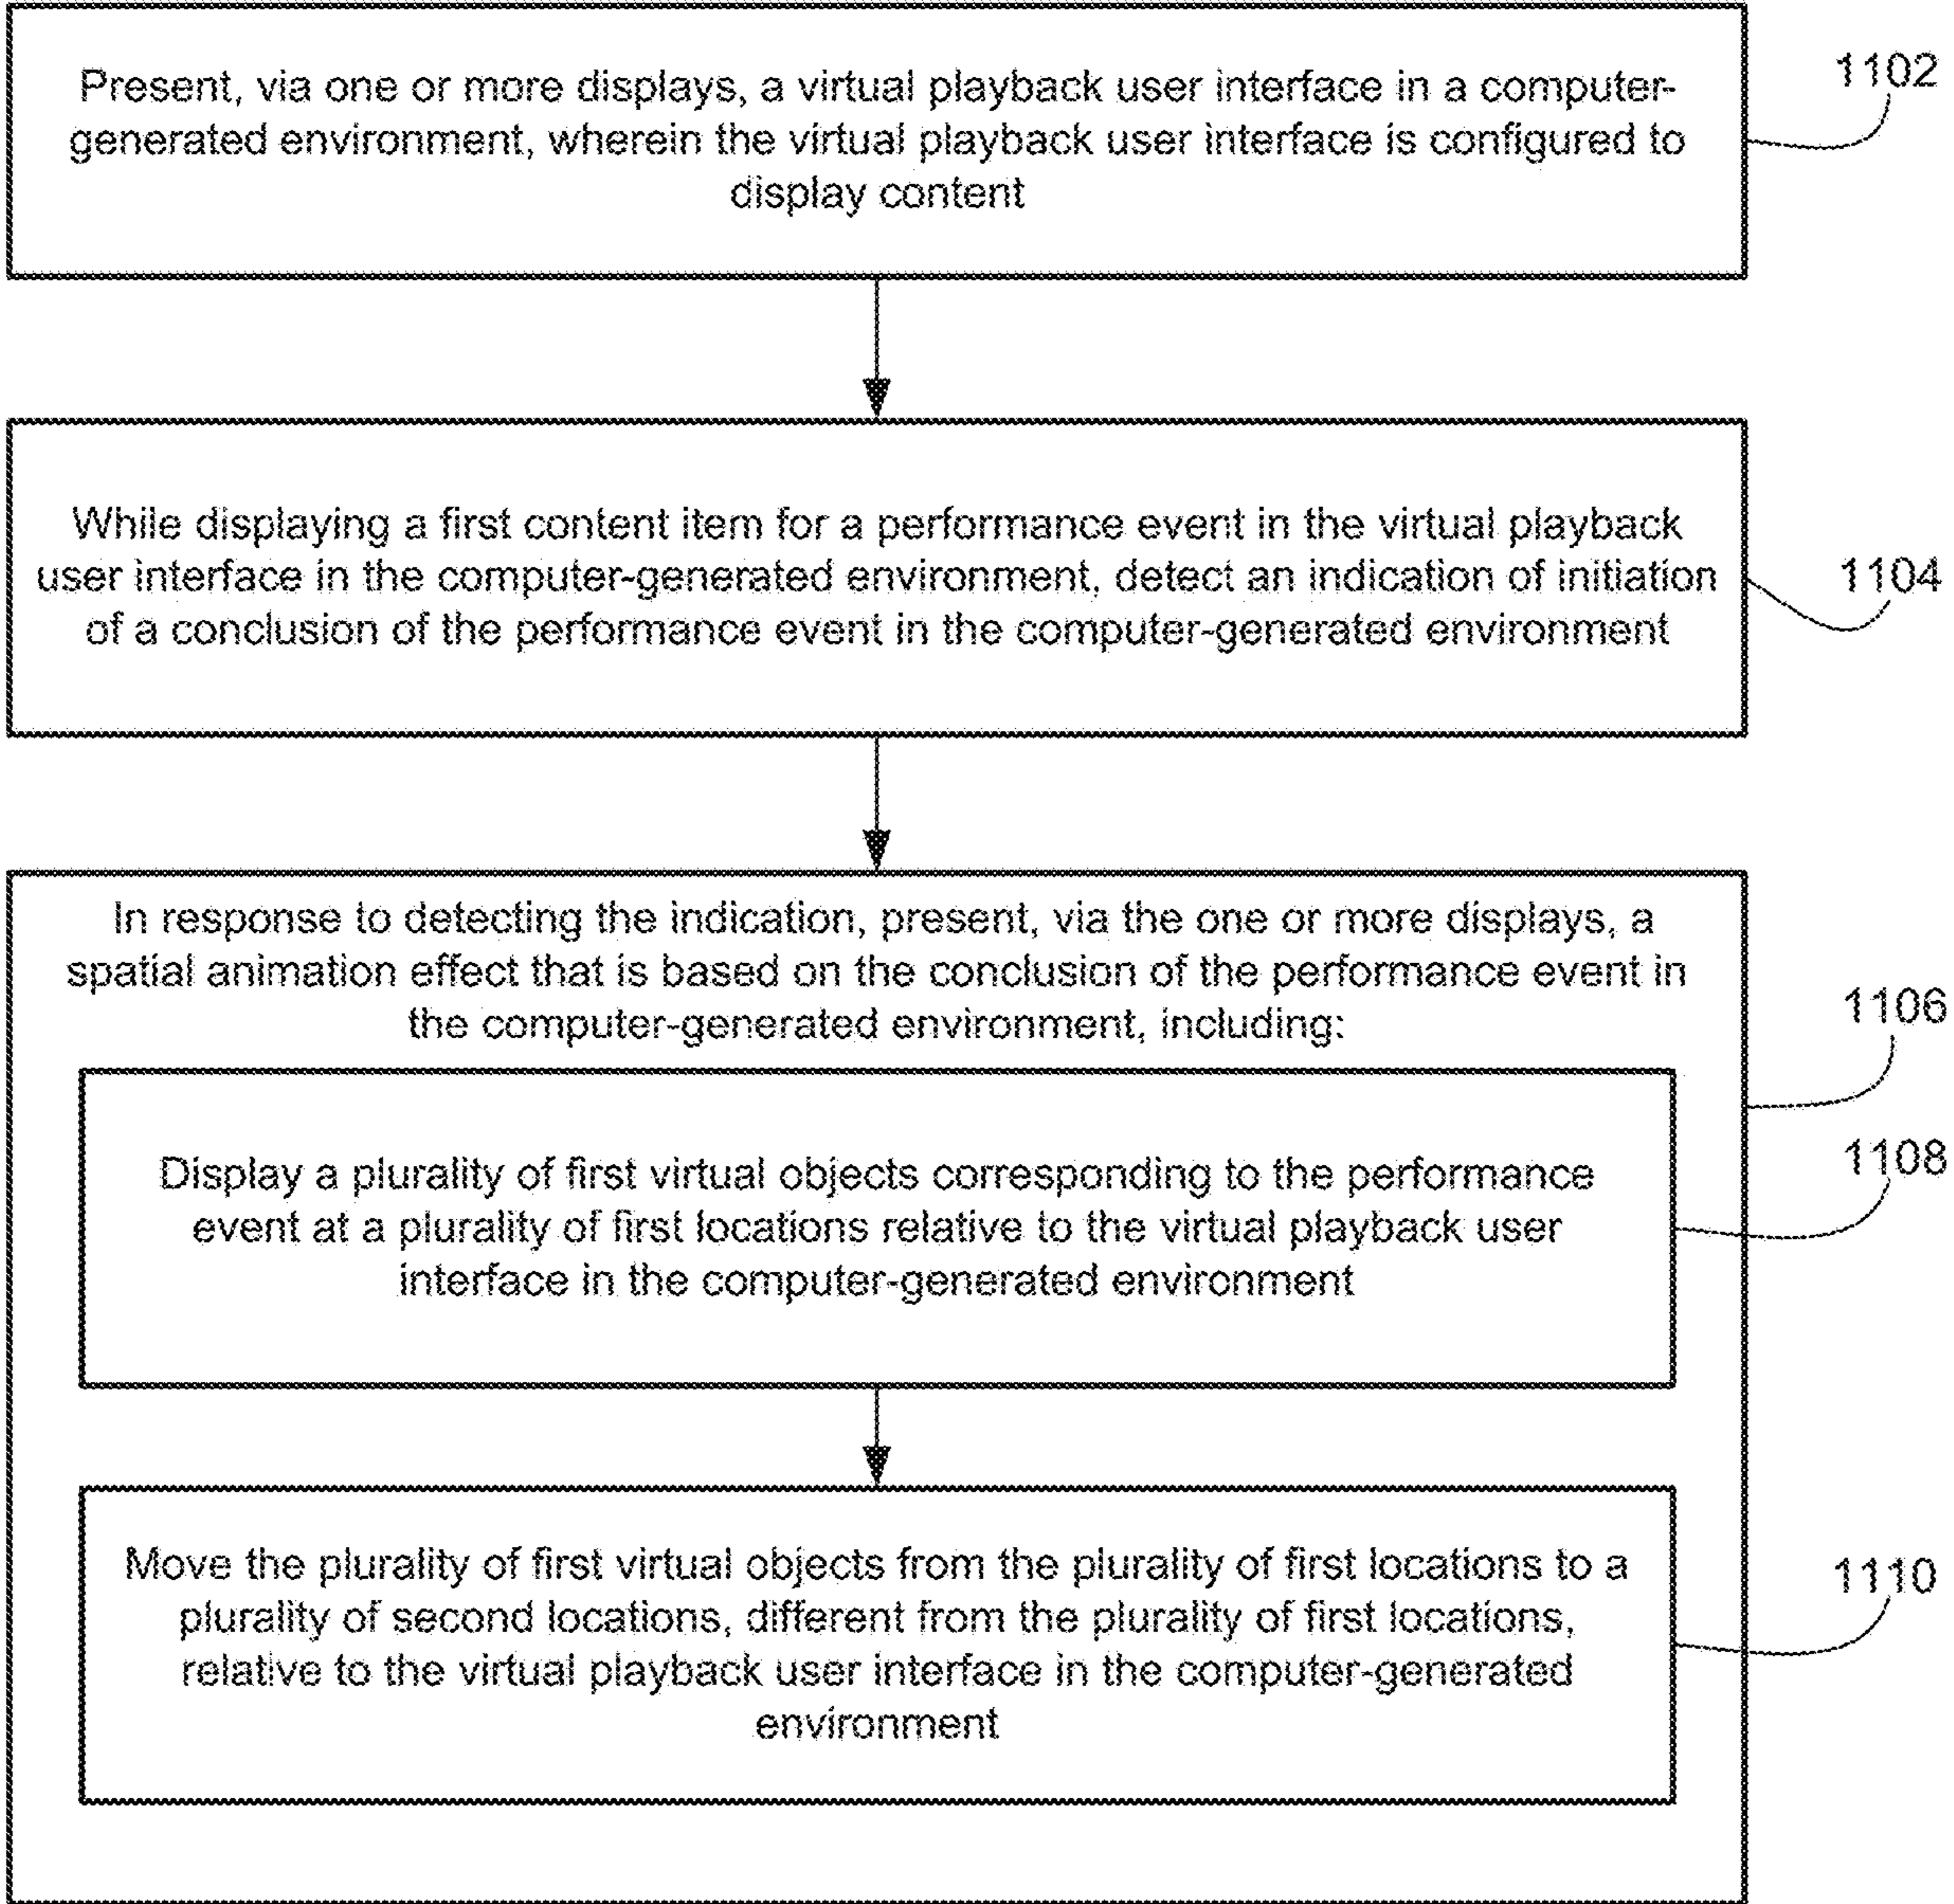 Present, via one or more displays, a virtual playback user interface in a computer-
generated environment, wherein the virtual playback user interface is configured to
display content
1102
While displaying a first content item for a performance event in the virtual playback
user interface in the computer-generated environment, detect an indication of initiation
of a conclusion of the performance event in the computer-generated environment
1104
In response to detecting the indication, present, via the one or more displays, a
spatial animation effect that is based on the conclusion of the performance event in
the computer-generated environment, including:
1106
Display a plurality of first virtual objects corresponding to the performance
event at a plurality of first locations relative to the virtual playback user
interface in the computer-generated environment
1108
Move the plurality of first virtual objects from the plurality of first locations to a
plurality of second locations, different from the plurality of first locations,
relative to the virtual playback user interface in the computer-generated
environment
1110